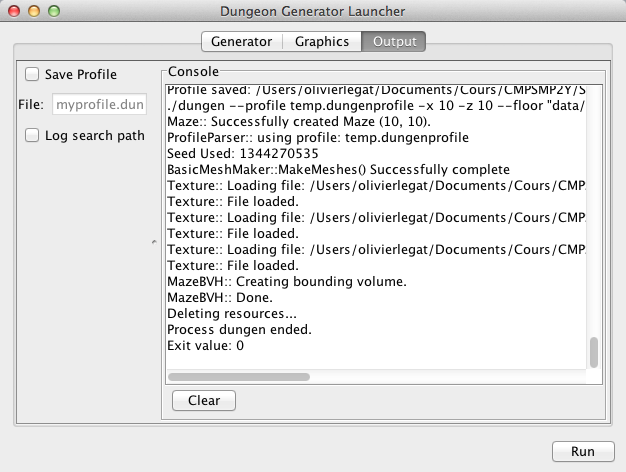 Dungeon Generator Launcher
Generator Graphics Output
Save Profile
File: myprofile.dun
Log search path
Console
Profile saved: /Users/olivierlegat/Documents/Cours/CMPSMP2Y/S
./dungen --profile temp.dungenprofile -x 10 -z 10 --floor "data/
Maze:: Successfully created Maze (10, 10).
ProfileParser:: using profile: temp.dungenprofile
Seed Used: 1344270535
BasicMeshMaker::MakeMeshes() Successfully complete
Texture:: Loading file: /Users/olivierlegat/Documents/Cours/CMP
Texture:: File loaded.
Texture:: Loading file: /Users/olivierlegat/Documents/Cours/CMP
Texture:: File loaded.
Texture:: Loading file: /Users/olivierlegat/Documents/Cours/CMP
Texture:: File loaded.
MazeBVH:: Creating bounding volume.
MazeBVH:: Done.
Deleting resources...
Process dungen ended.
Exit value: 0
Clear
Run